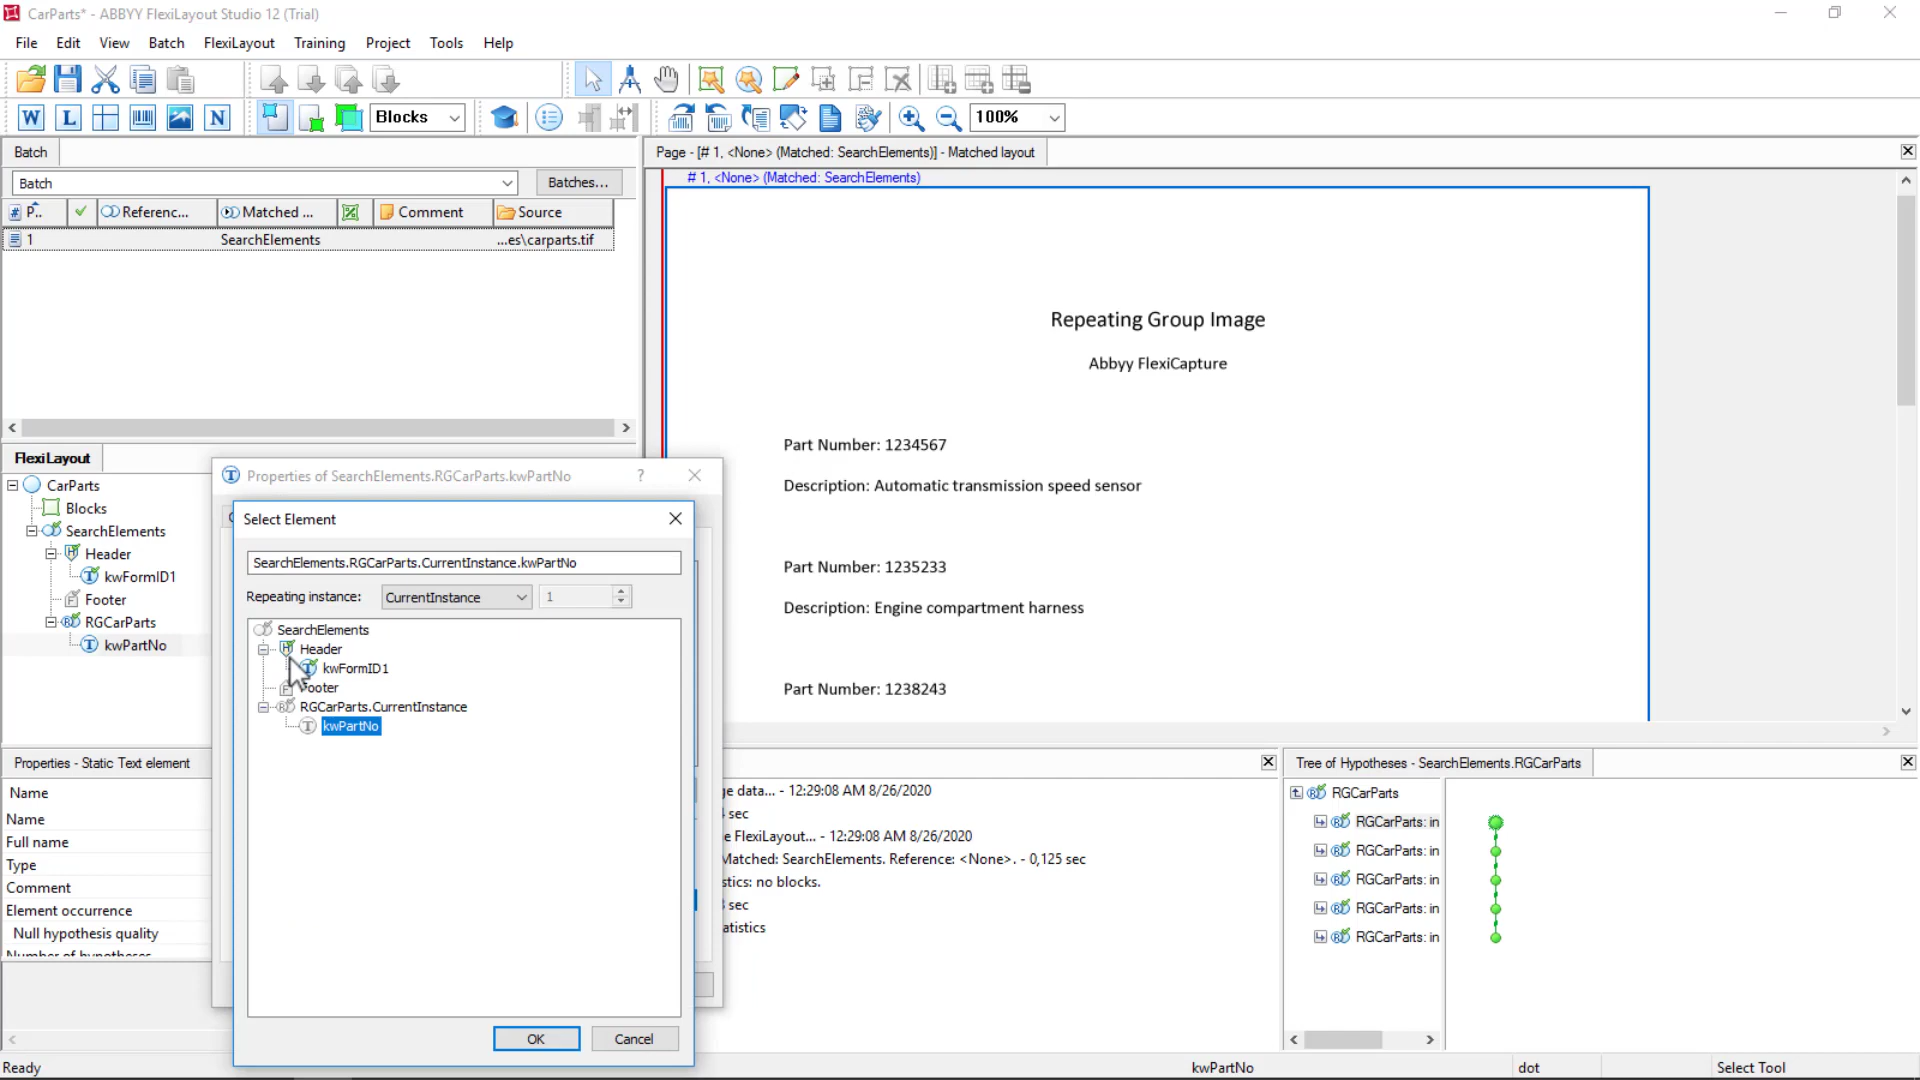 CarParts* - ABBYY FlexiLayout Studio 12 (Trial)
File Edit View Batch FlexiLayout Training Project Tools Help
W L N Blocks 100%
Batch
Batch Batches...
# P.. Referenc... Matched ... Comment Source
1 SearchElements ...es\carparts.tif
FlexiLayout
CarParts
Blocks
SearchElements
Header
kwFormID1
Footer
RGCarParts
kwPartNo
Properties - Static Text element
Name
Name
Full name
Type
Comment
Element occurrence
Null hypothesis quality
Number of hypotheses
Properties of SearchElements.RGCarParts.kwPartNo ?
Select Element
SearchElements.RGCarParts.CurrentInstance.kwPartNo
Repeating instance: CurrentInstance 1
SearchElements
Header
kwFormID1
Footer
RGCarParts.CurrentInstance
kwPartNo
OK Cancel
Page - [# 1, <None> (Matched: SearchElements)] - Matched layout
# 1, <None> (Matched: SearchElements)
Repeating Group Image
Abbyy FlexiCapture
Part Number: 1234567
Description: Automatic transmission speed sensor
Part Number: 1235233
Description: Engine compartment harness
Part Number: 1238243
ge data... - 12:29:08 AM 8/26/2020
sec
e FlexiLayout... - 12:29:08 AM 8/26/2020
Matched: SearchElements. Reference: <None>. - 0,125 sec
stics: no blocks.
sec
atistics
Tree of Hypotheses - SearchElements.RGCarParts
RGCarParts
RGCarParts: in
RGCarParts: in
RGCarParts: in
RGCarParts: in
RGCarParts: in
Ready kwPartNo dot Select Tool